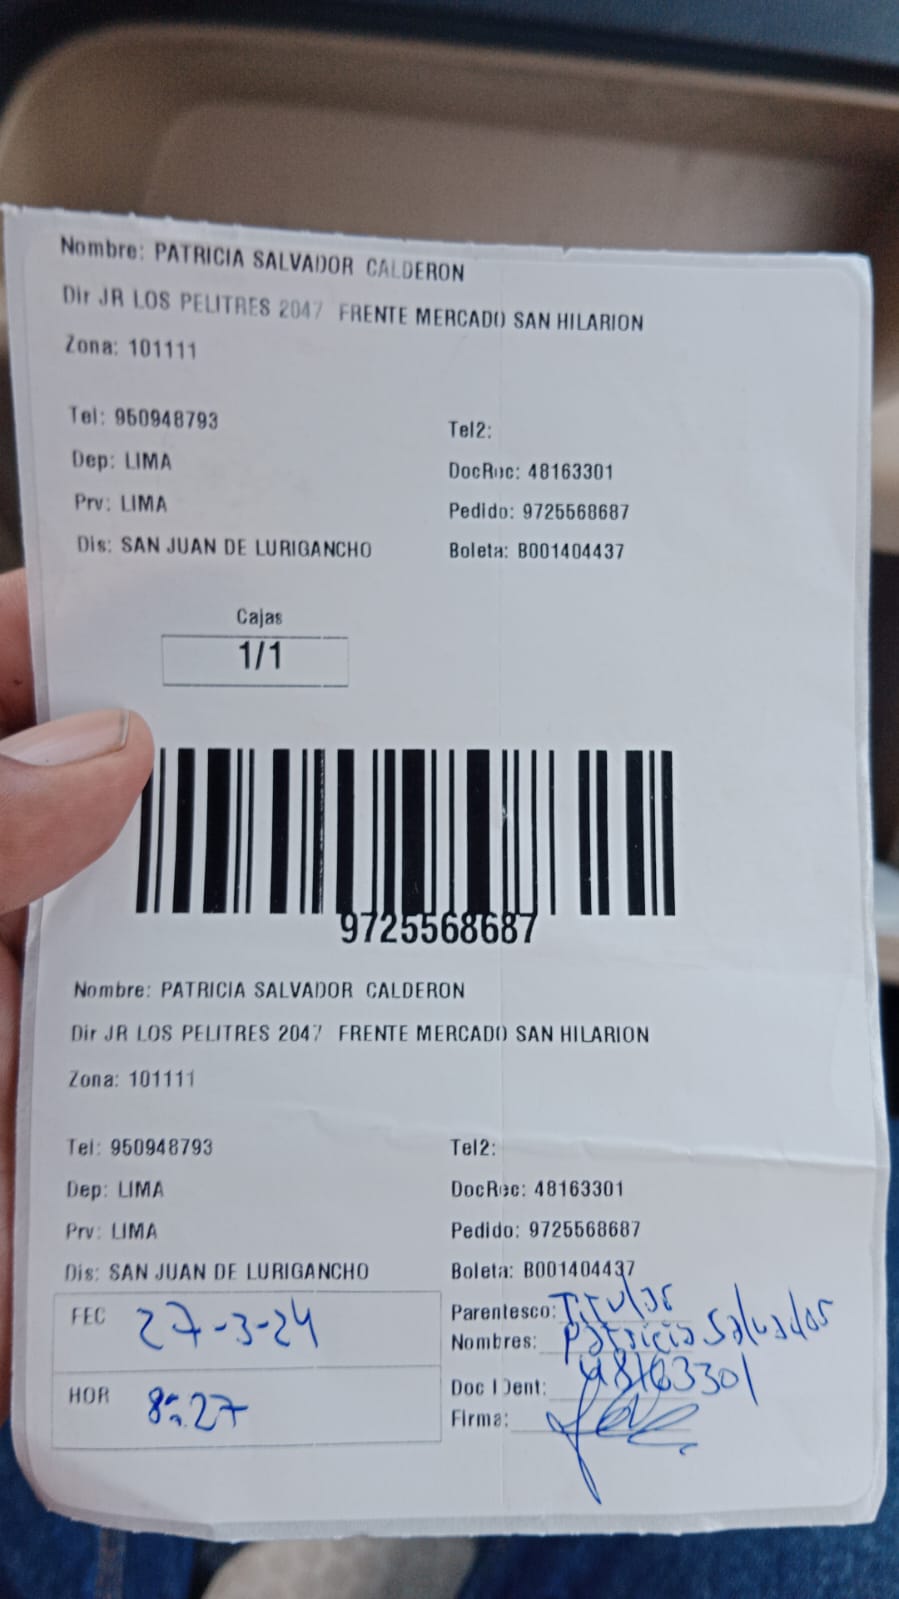 Nombre: PATRICIA SALVADOR CALDERON
Dir JR LOS PELITRES 2047 FRENTE MERCADO SAN HILARION
Zona: 101111
Tel: 950948793 Tel2:
Dep: LIMA DocRec: 48163301
Prv: LIMA Pedido: 9725568687
Dis: SAN JUAN DE LURIGANCHO Boleta: B001404437
Cajas
1/1
9725568687
Nombre: PATRICIA SALVADOR CALDERON
Dir JR LOS PELITRES 2047 FRENTE MERCADO SAN HILARION
Zona: 101111
Tel: 950948793 Tel2:
Dep: LIMA DocRec: 48163301
Prv: LIMA Pedido: 9725568687
Dis: SAN JUAN DE LURIGANCHO Boleta: B001404437
FEC 27-3-24 Parentesco: Titular
Nombres: Patricia Salvador
HOR 8:27 Doc IDent: 48163301
Firma: